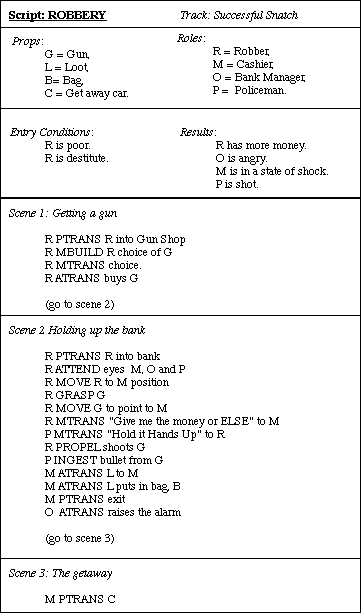 Script: ROBBERY Track: Successful Snatch
Props: Roles:
G = Gun, R = Robber,
L = Loot, M = Cashier,
B= Bag, O = Bank Manager,
C = Get away car. P = Policeman.
Entry Conditions: Results:
R is poor. R has more money.
R is destitute. O is angry.
M is in a state of shock.
P is shot.
Scene 1: Getting a gun
R PTRANS R into Gun Shop
R MBUILD R choice of G
R MTRANS choice.
R ATRANS buys G
(go to scene 2)
Scene 2 Holding up the bank
R PTRANS R into bank
R ATTEND eyes M, O and P
R MOVE R to M position
R GRASP G
R MOVE G to point to M
R MTRANS "Give me the money or ELSE" to M
P MTRANS "Hold it Hands Up" to R
R PROPEL shoots G
P INGEST bullet from G
M ATRANS L to M
M ATRANS L puts in bag, B
M PTRANS exit
O ATRANS raises the alarm
(go to scene 3)
Scene 3: The getaway
M PTRANS C